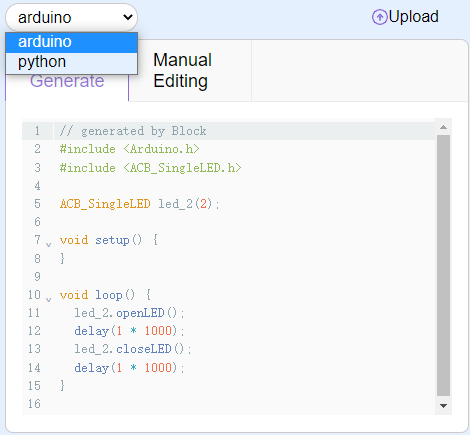 arduino
Upload
arduino
python
Generate
Manual
Editing
1 // generated by Block
2 #include <Arduino.h>
3 #include <ACB_SingleLED.h>
4
5 ACB_SingleLED led_2(2);
6
7 void setup() {
8 }
9
10 void loop() {
11 led_2.openLED();
12 delay(1 * 1000);
13 led_2.closeLED();
14 delay(1 * 1000);
15 }
16